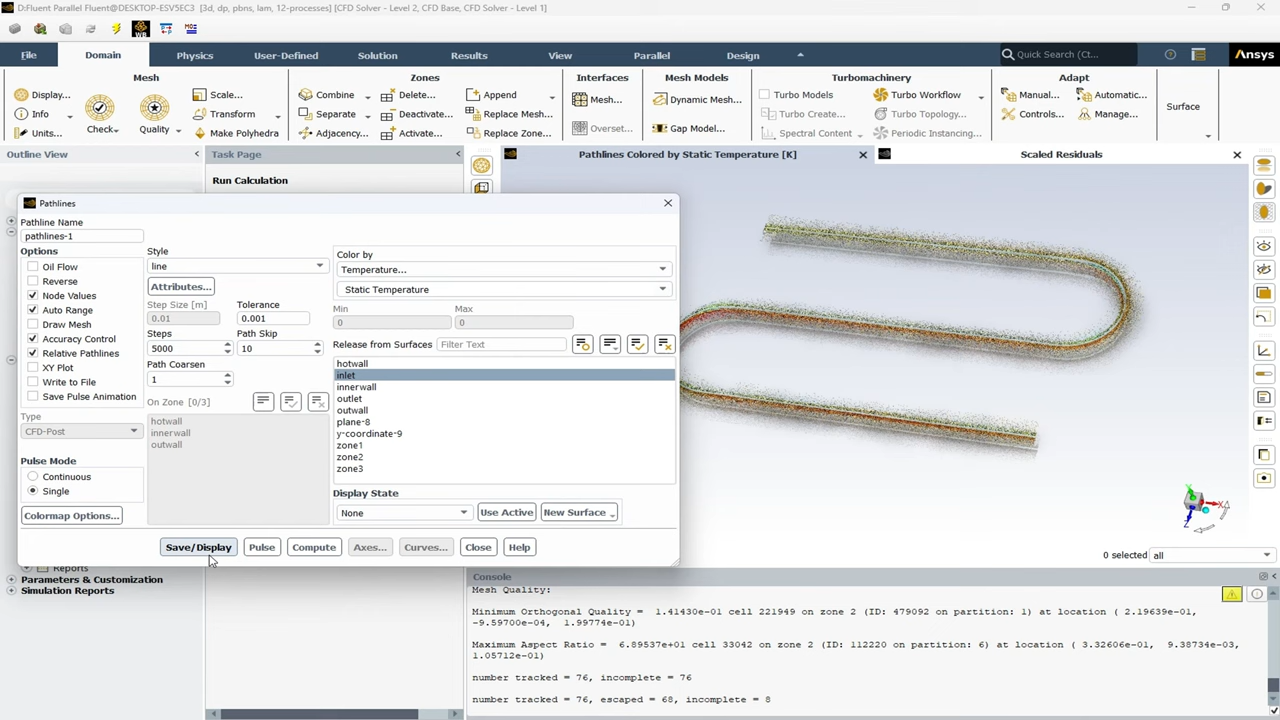 D:Fluent Parallel Fluent@DESKTOP-ESV5EC3 [3d, dp, pbns, lam, 12-processes] [CFD Solver - Level 2, CFD Base, CFD Solver - Level 1]
File Domain Physics User-Defined Solution Results View Parallel Design Quick Search (Ct... Ansys
Mesh Zones Interfaces Mesh Models Turbomachinery Adapt
Display... Scale... Combine Delete... Append Mesh... Dynamic Mesh... Turbo Models Turbo Workflow Manual... Automatic...
Info Check Quality Transform Separate Deactivate... Replace Mesh... Turbo Create... Turbo Topology... Controls... Manage... Surface
Units... Make Polyhedra Adjacency... Activate... Replace Zone... Overset... Gap Model... Spectral Content Periodic Instancing...
Outline View Task Page Pathlines Colored by Static Temperature [K] Scaled Residuals
Run Calculation
Pathlines
Pathline Name
pathlines-1
Options
Oil Flow
Reverse
Node Values
Auto Range
Draw Mesh
Accuracy Control
Relative Pathlines
XY Plot
Write to File
Save Pulse Animation
Type
CFD-Post
Pulse Mode
Continuous
Single
Colormap Options...
Style
line
Attributes...
Step Size [m] Tolerance
0.01 0.001
Steps Path Skip
5000 10
Path Coarsen
1
On Zone [0/3]
hotwall
innerwall
outwall
Color by
Temperature...
Static Temperature
Min Max
0 0
Release from Surfaces Filter Text
hotwall
inlet
innerwall
outlet
outwall
plane-8
y-coordinate-9
zone1
zone2
zone3
Display State
None Use Active New Surface
Save/Display Pulse Compute Axes... Curves... Close Help
Reports
Parameters & Customization
Simulation Reports
X
Z
0 selected all
Console
Mesh Quality:
Minimum Orthogonal Quality = 1.41430e-01 cell 221949 on zone 2 (ID: 479092 on partition: 1) at location ( 2.19639e-01,
-9.59700e-04, 1.99774e-01)
Maximum Aspect Ratio = 6.89537e+01 cell 33042 on zone 2 (ID: 112220 on partition: 6) at location ( 3.32606e-01, 9.38734e-03,
1.05712e-01)
number tracked = 76, incomplete = 76
number tracked = 76, escaped = 68, incomplete = 8